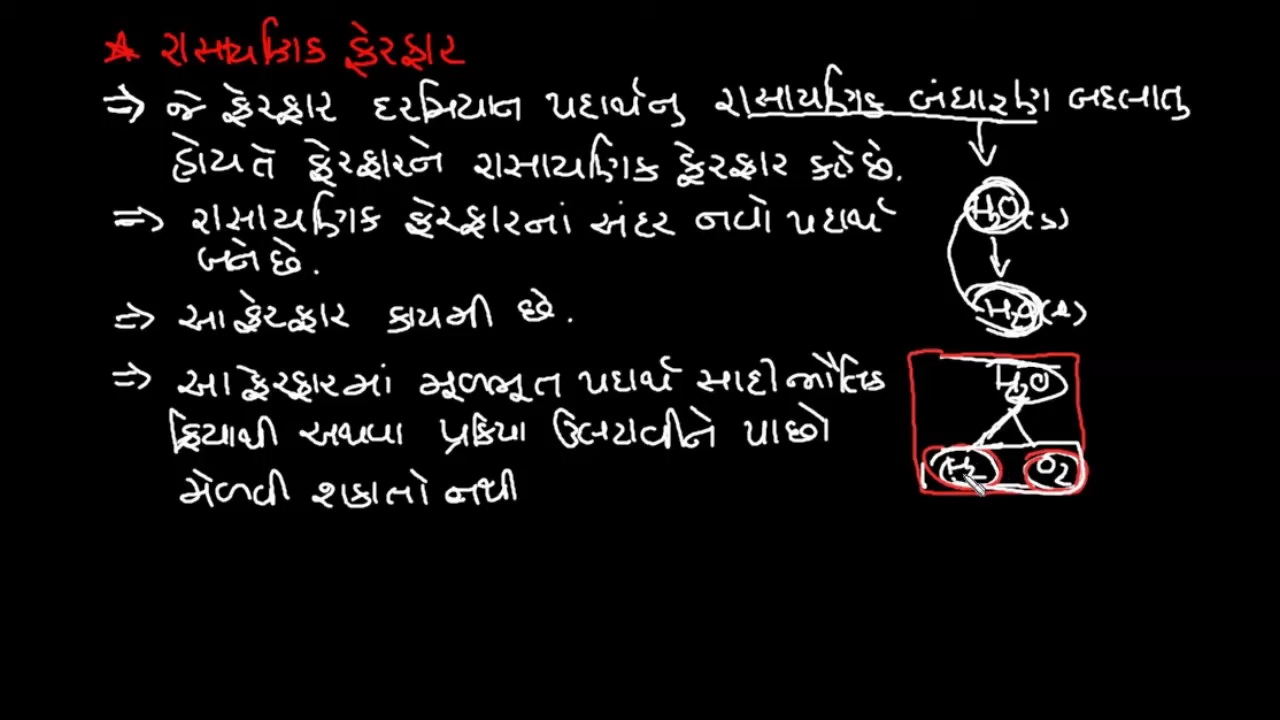 ★ રાસાયણિક ફેરફાર
⇒ જે ફેરફાર દરમિયાન પદાર્થનુ રાસાયણિક બંધારણ બદલાતુ
હોય તે ફેરફારને રાસાયણિક ફેરફાર કહે છે.
⇒ રાસાયણિક ફેરફારનાં અંદર નવો પદાર્થ
બને છે.
⇒ આ ફેરફાર કાયમી છે.
⇒ આ ફેરફારમાં મૂળભૂત પદાર્થ સાદી ભૌતિક
ક્રિયાથી અથવા પ્રક્રિયા ઉલટાવીને પાછો
મેળવી શકાતો નથી
H₂O
H₂O
H₂O
H₂ O₂